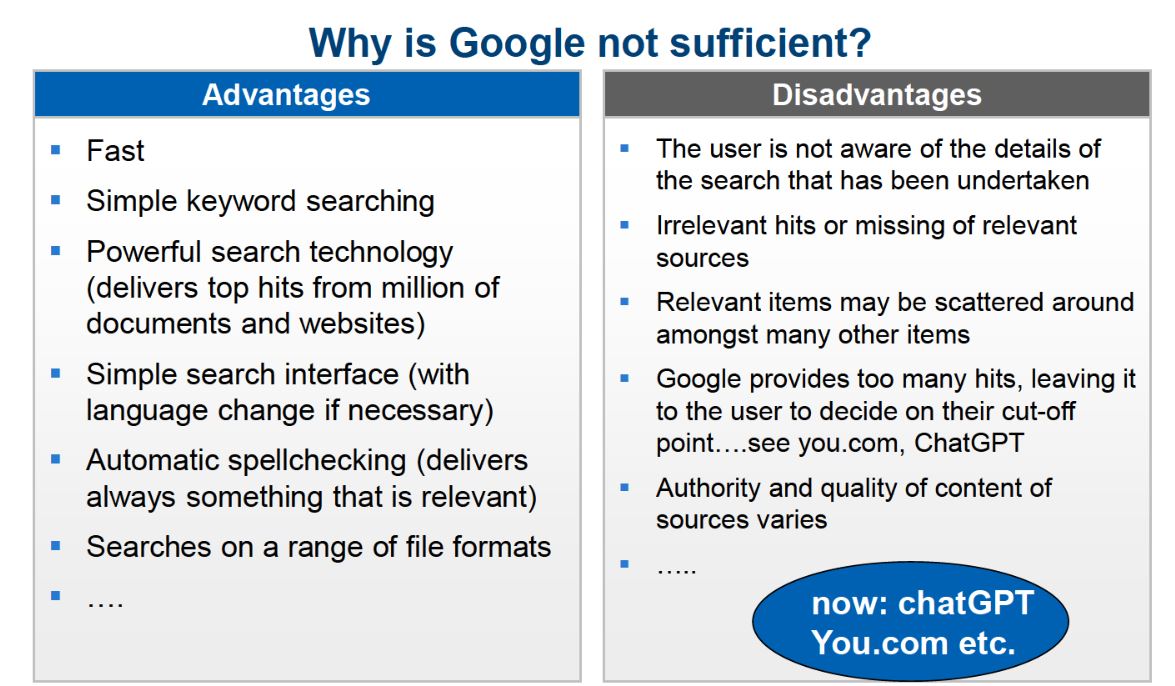 Why is Google not sufficient?
Advantages
Fast
Simple keyword searching
Powerful search technology
(delivers top hits from million of
documents and websites)
Simple search interface (with
language change if necessary)
Automatic spellchecking (delivers
always something that is relevant)
Searches on a range of file formats
….
Disadvantages
The user is not aware of the details of
the search that has been undertaken
Irrelevant hits or missing of relevant
sources
Relevant items may be scattered around
amongst many other items
Google provides too many hits, leaving it
to the user to decide on their cut-off
point….see you.com, ChatGPT
Authority and quality of content of
sources varies
…..
now: chatGPT
You.com etc.